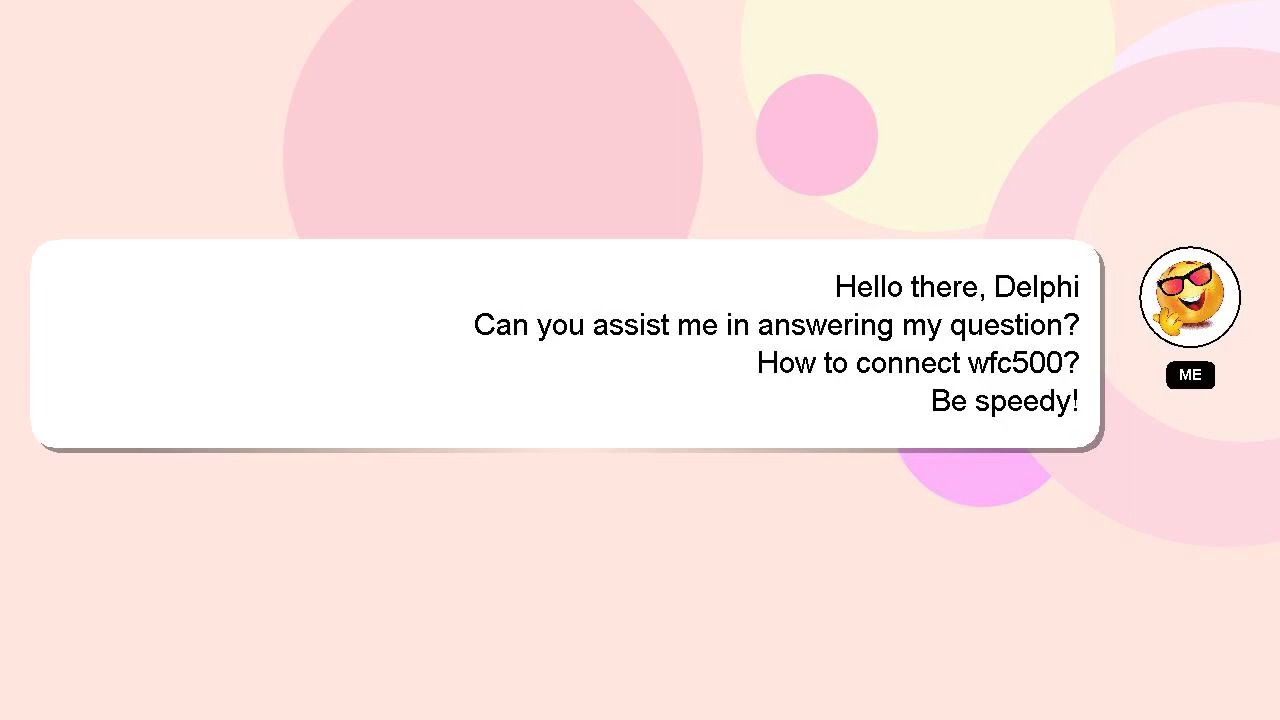 Hello there, Delphi
Can you assist me in answering my question?
How to connect wfc500?
Be speedy!
ME